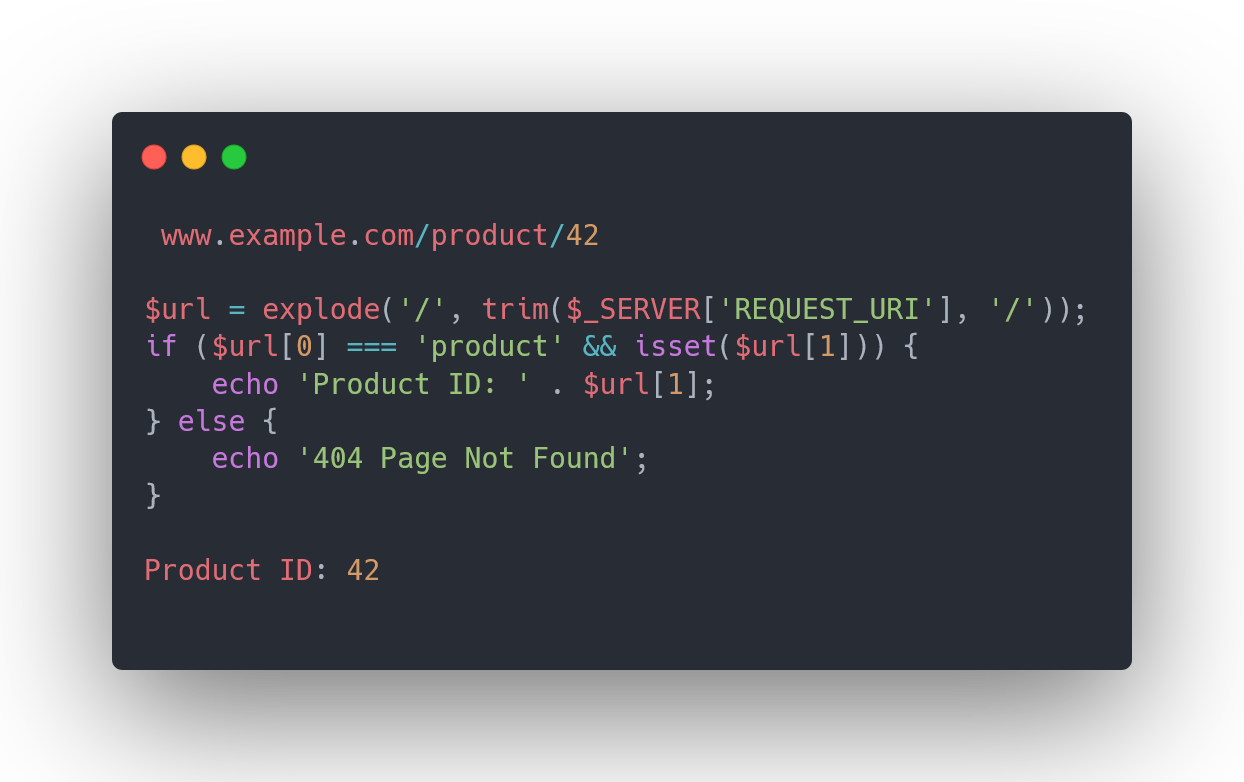 www.example.com/product/42
$url = explode('/', trim($_SERVER['REQUEST_URI'], '/'));
if ($url[0] === 'product' && isset($url[1])) {
    echo 'Product ID: ' . $url[1];
} else {
    echo '404 Page Not Found';
}
Product ID: 42